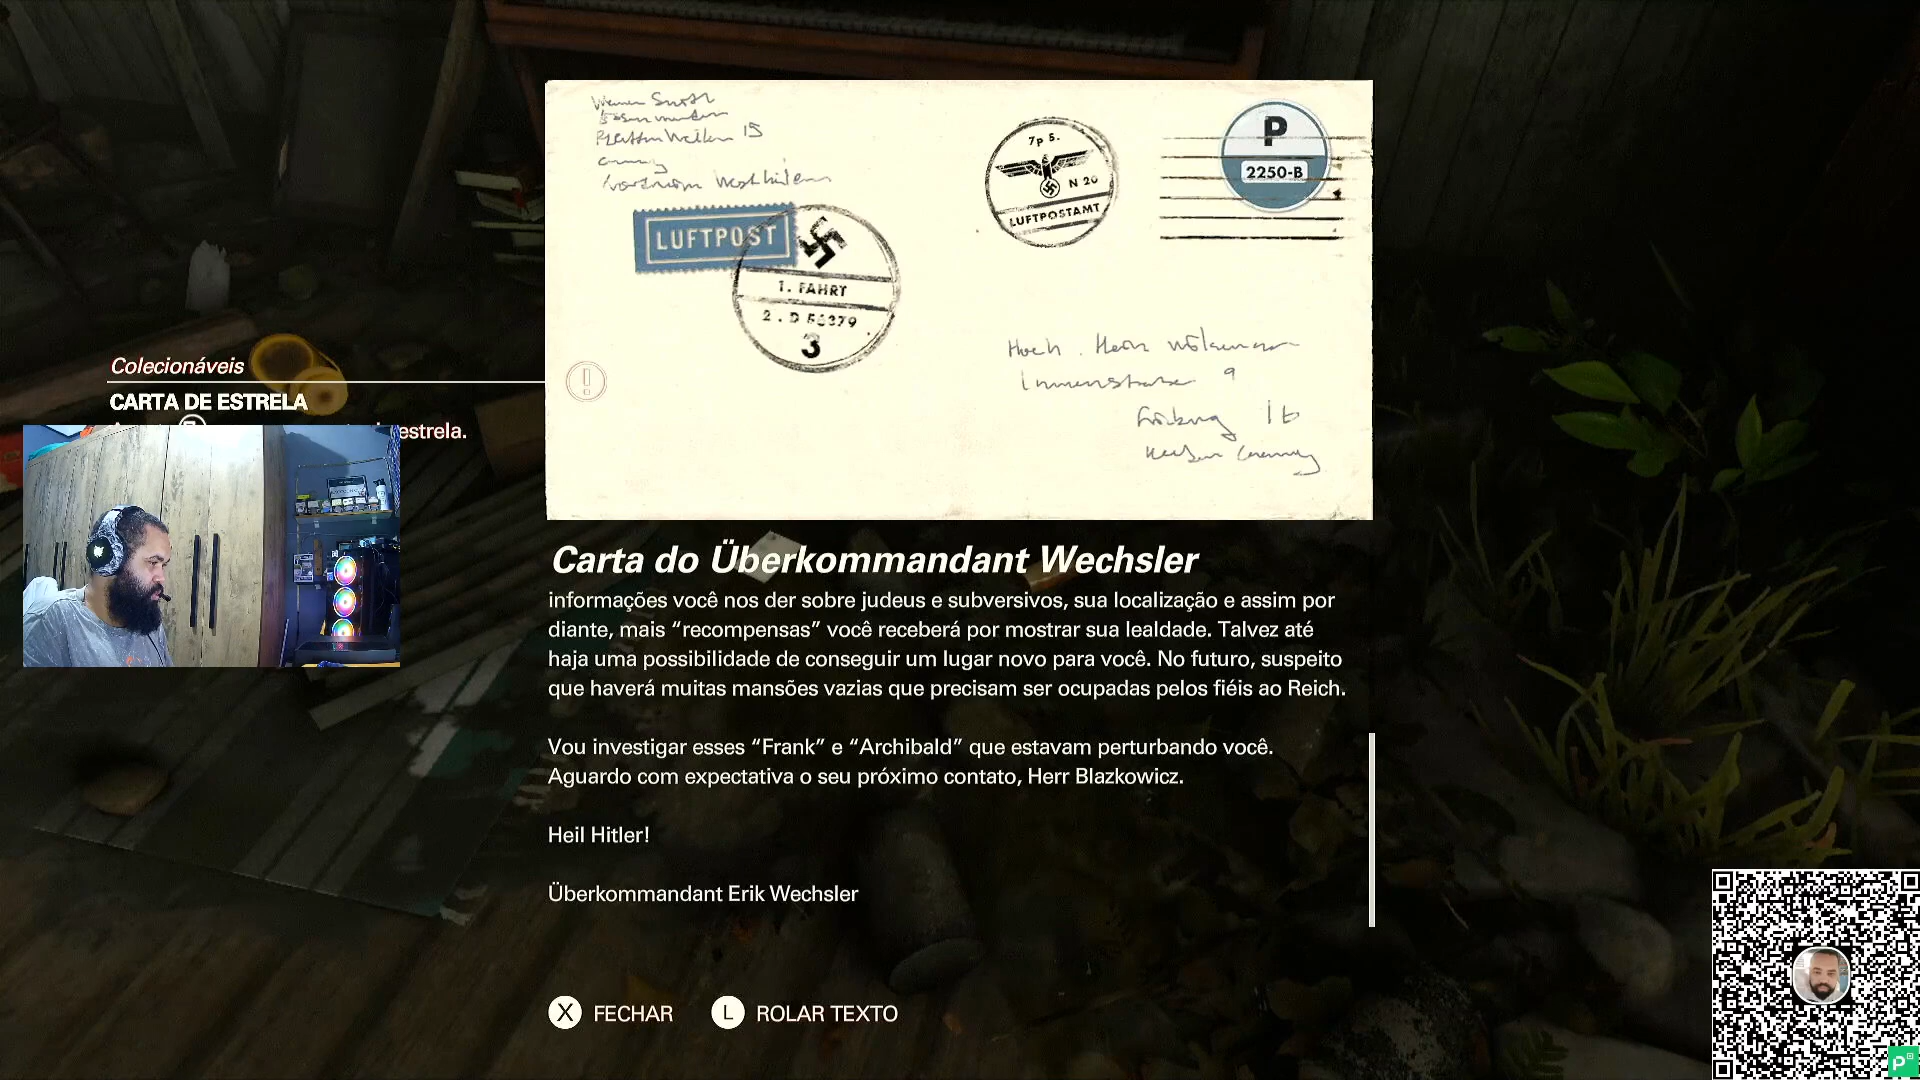 7p 5.
N 20
LUFTPOSTAMT
P
2250-B
LUFTPOST
1. FAHRT
2. D 56379
3
Colecionáveis
CARTA DE ESTRELA
estrela.
Carta do Überkommandant Wechsler
informações você nos der sobre judeus e subversivos, sua localização e assim por
diante, mais “recompensas” você receberá por mostrar sua lealdade. Talvez até
haja uma possibilidade de conseguir um lugar novo para você. No futuro, suspeito
que haverá muitas mansões vazias que precisam ser ocupadas pelos fiéis ao Reich.
Vou investigar esses “Frank” e “Archibald” que estavam perturbando você.
Aguardo com expectativa o seu próximo contato, Herr Blazkowicz.
Heil Hitler!
Überkommandant Erik Wechsler
X FECHAR L ROLAR TEXTO